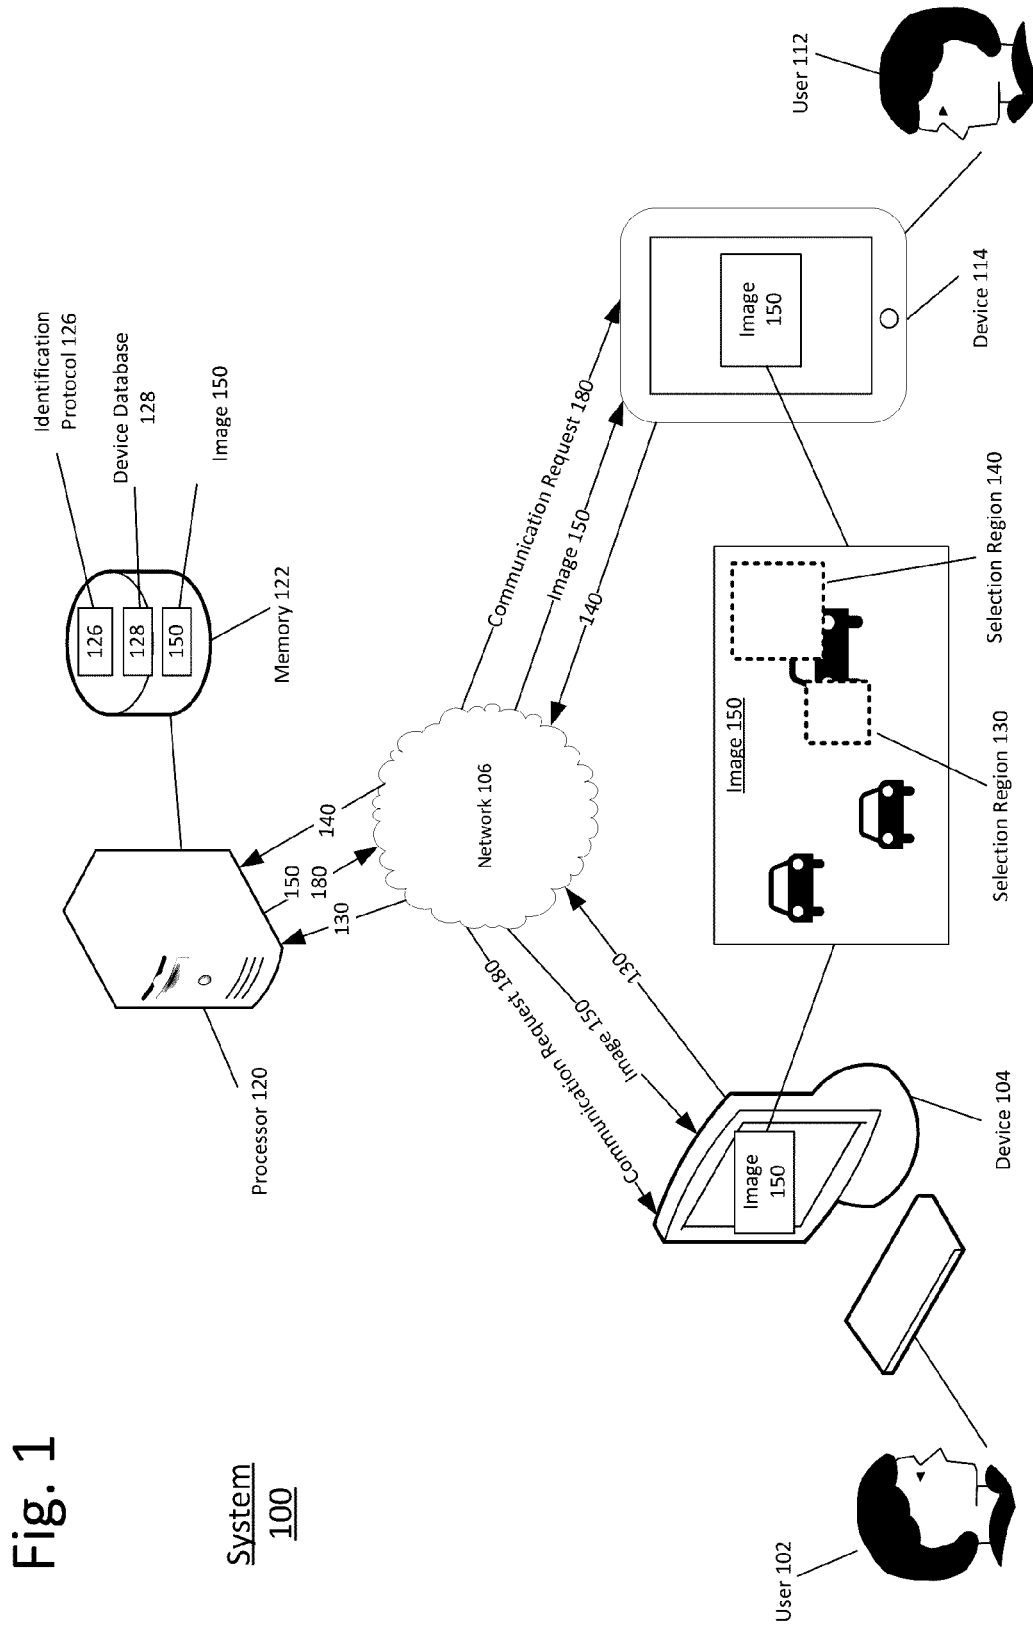 Fig. 1
System
100
Identification
Protocol 126
Device Database
128
Image 150
126
128
150
Memory 122
Processor 120
140
150
180
130
Network 106
Communication Request 180
Image 150
130
Communication Request 180
Image 150
140
Image
150
Device 104
User 102
Image
150
Device 114
User 112
Image 150
Selection Region 130
Selection Region 140